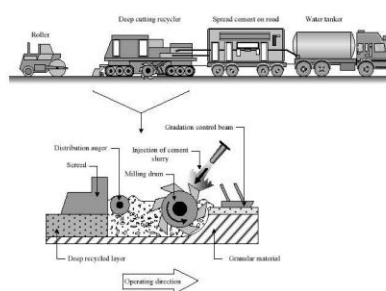 Roller
Deep cutting recycler
Spread cement on road
Water tanker
Gradation control beam
Injection of cement
slurry
Distribution auger
Milling drum
Screed
Deep recycled layer
Granular material
Operating direction